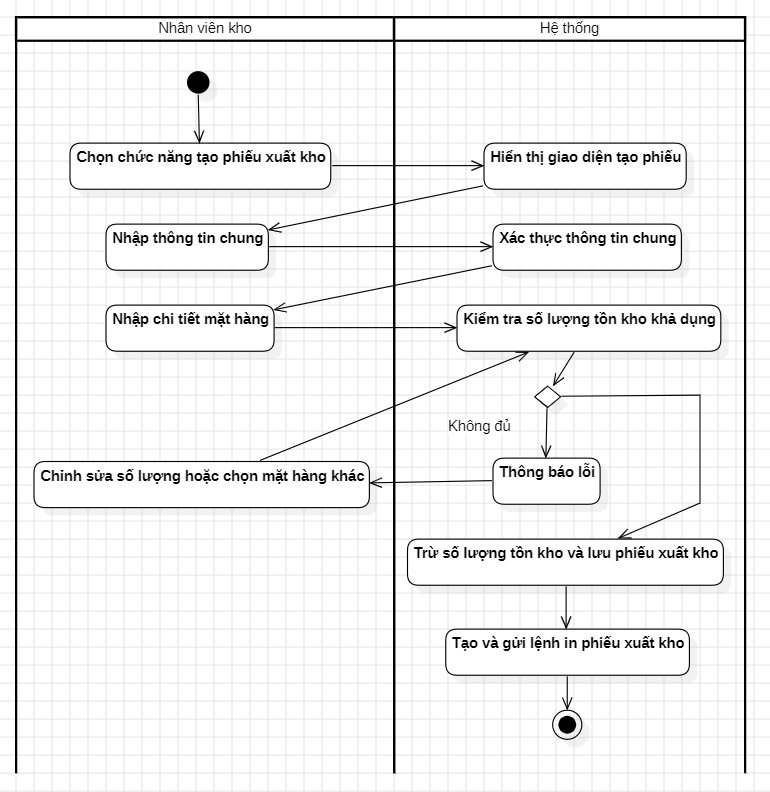 Nhân viên kho
Hệ thống
Chọn chức năng tạo phiếu xuất kho
Hiển thị giao diện tạo phiếu
Nhập thông tin chung
Xác thực thông tin chung
Nhập chi tiết mặt hàng
Kiểm tra số lượng tồn kho khả dụng
Không đủ
Thông báo lỗi
Chỉnh sửa số lượng hoặc chọn mặt hàng khác
Trừ số lượng tồn kho và lưu phiếu xuất kho
Tạo và gửi lệnh in phiếu xuất kho